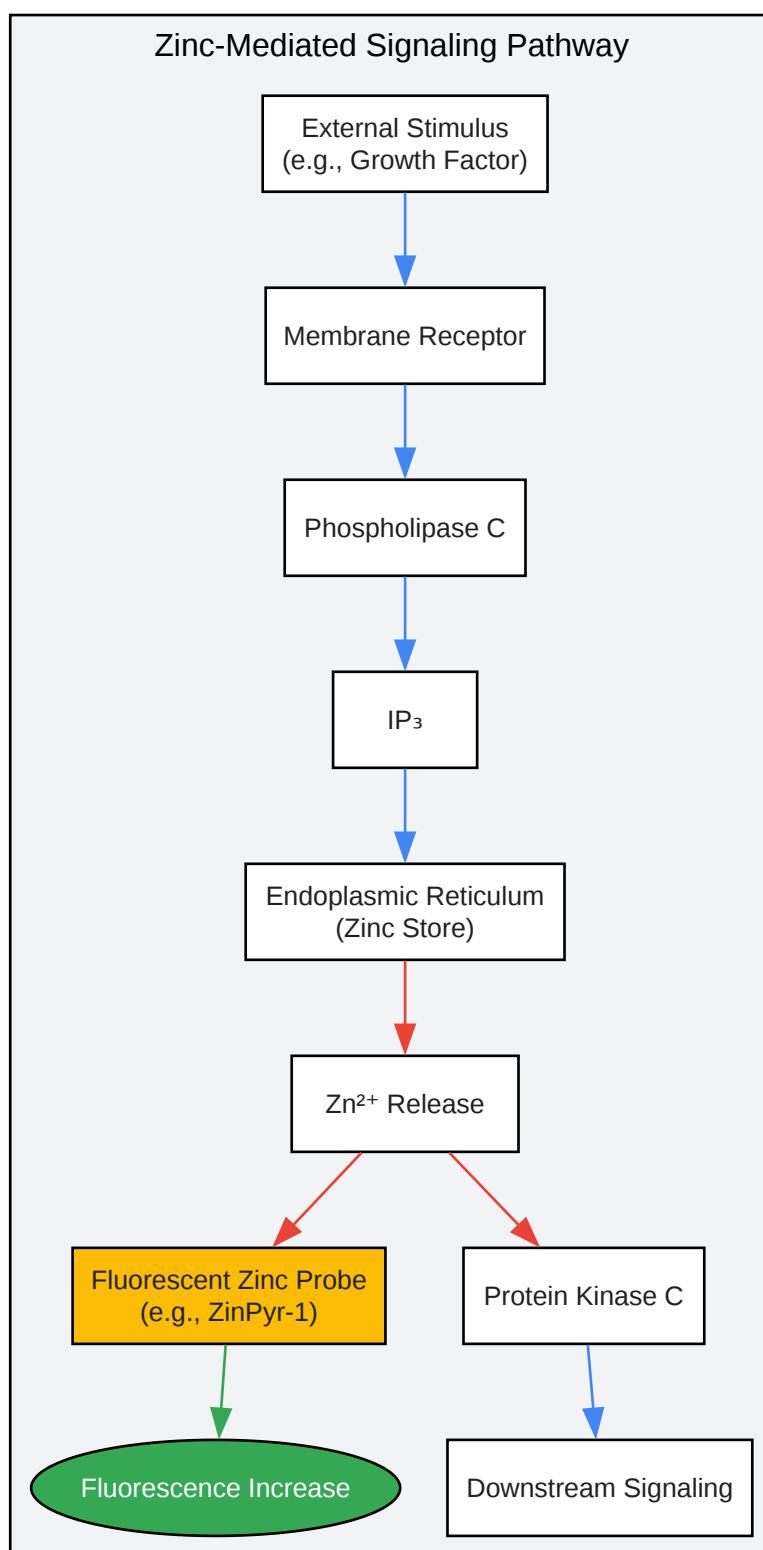 Zinc-Mediated Signaling Pathway
External Stimulus
(e.g., Growth Factor)
Membrane Receptor
Phospholipase C
IP₃
Endoplasmic Reticulum
(Zinc Store)
Zn²⁺ Release
Fluorescent Zinc Probe
(e.g., ZinPyr-1)
Protein Kinase C
Fluorescence Increase
Downstream Signaling